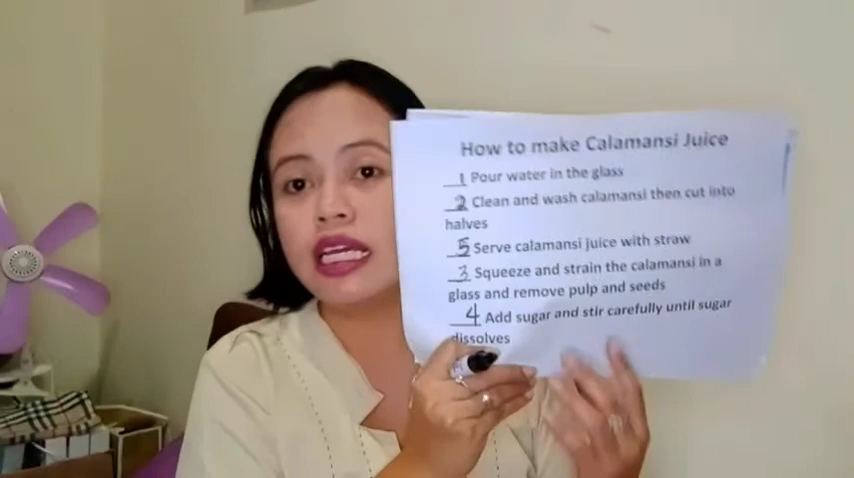 How to make Calamansi Juice
1 Pour water in the glass
2 Clean and wash calamansi then cut into
halves
5 Serve calamansi juice with straw
3 Squeeze and strain the calamansi in a
glass and remove pulp and seeds
4 Add sugar and stir carefully until sugar
dissolves